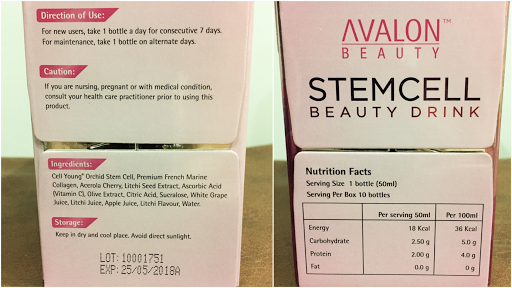 Direction of Use:
For new users, take 1 bottle a day for consecutive 7 days.
For maintenance, take 1 bottle on alternate days.
Caution:
If you are nursing, pregnant or with medical condition,
consult your health care practitioner prior to using this
product.
Ingredients:
Cell Young® Orchid Stem Cell, Premium French Marine
Collagen, Acerola Cherry, Litchi Seed Extract, Ascorbic Acid
(Vitamin C), Olive Extract, Citric Acid, Sucralose, White Grape
Juice, Litchi Juice, Apple Juice, Litchi Flavour, Water.
Storage:
Keep in dry and cool place. Avoid direct sunlight.
LOT:10001751
EXP:25/05/2018A
AVALON™
BEAUTY
STEMCELL
BEAUTY DRINK
Nutrition Facts
Serving Size 1 bottle (50ml)
Serving Per Box 10 bottles
Per serving 50ml Per 100ml
Energy 18 Kcal 36 Kcal
Carbohydrate 2.50 g 5.0 g
Protein 2.00 g 4.0 g
Fat 0.0 g 0 g